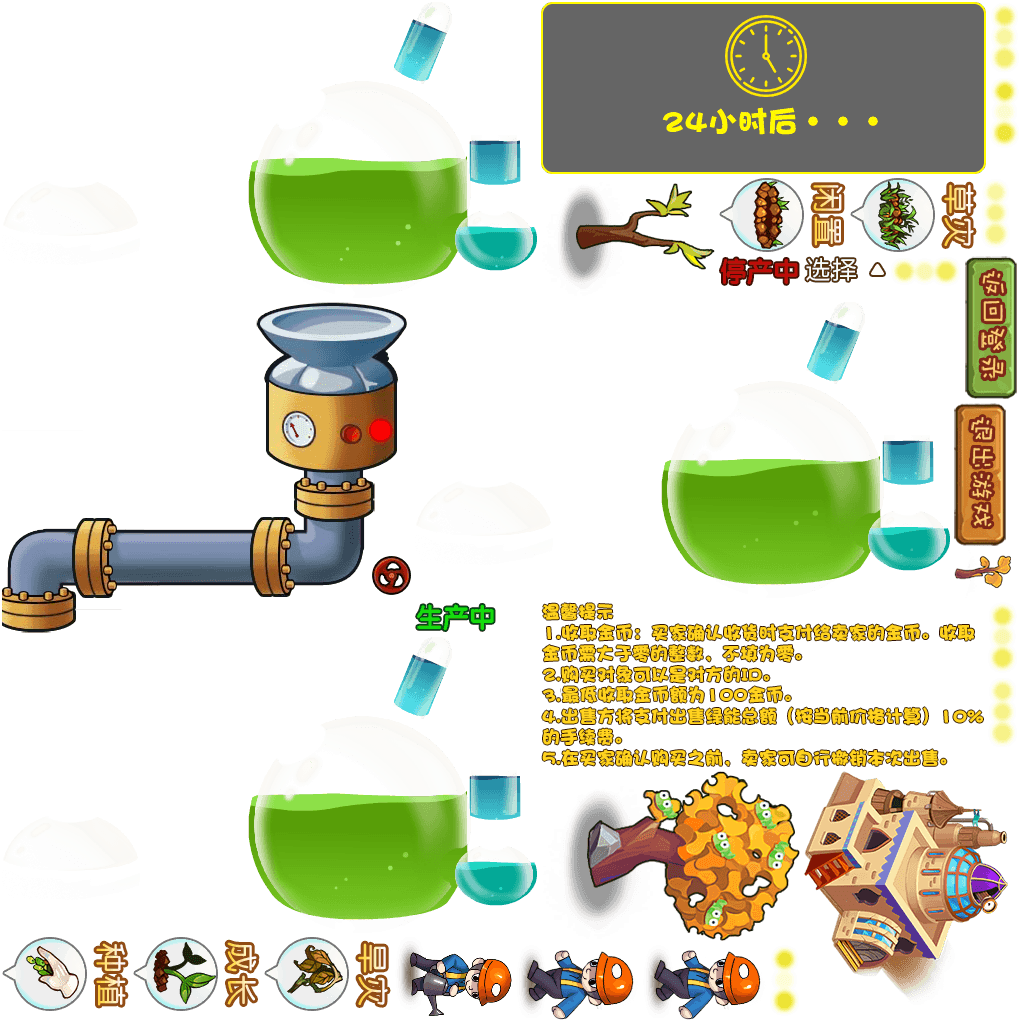 24小时后···
闲置
草灾
停产中
选择
返回登录
退出游戏
生产中
温馨提示
1.收取金币：买家确认收货时支付给卖家的金币。收取
金币需大于零的整数，不填为零。
2.购买对象可以是对方的ID。
3.最低收取金币额为100金币。
4.出售方将支付出售绿能总额（按当前价格计算）10%
的手续费。
5.在买家确认购买之前，卖家可自行撤销本次出售。
种植
成长
旱灾